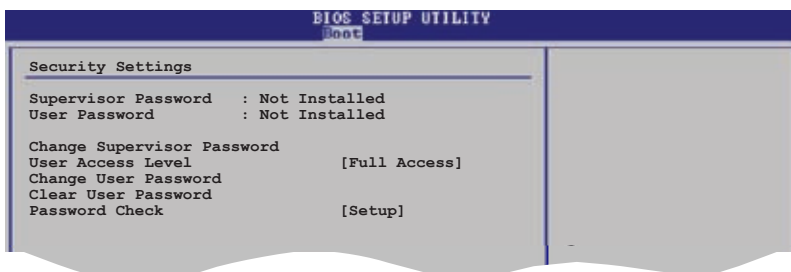 BIOS SETUP UTILITY
Boot
Security Settings
Supervisor Password : Not Installed
User Password : Not Installed
Change Supervisor Password
User Access Level [Full Access]
Change User Password
Clear User Password
Password Check [Setup]